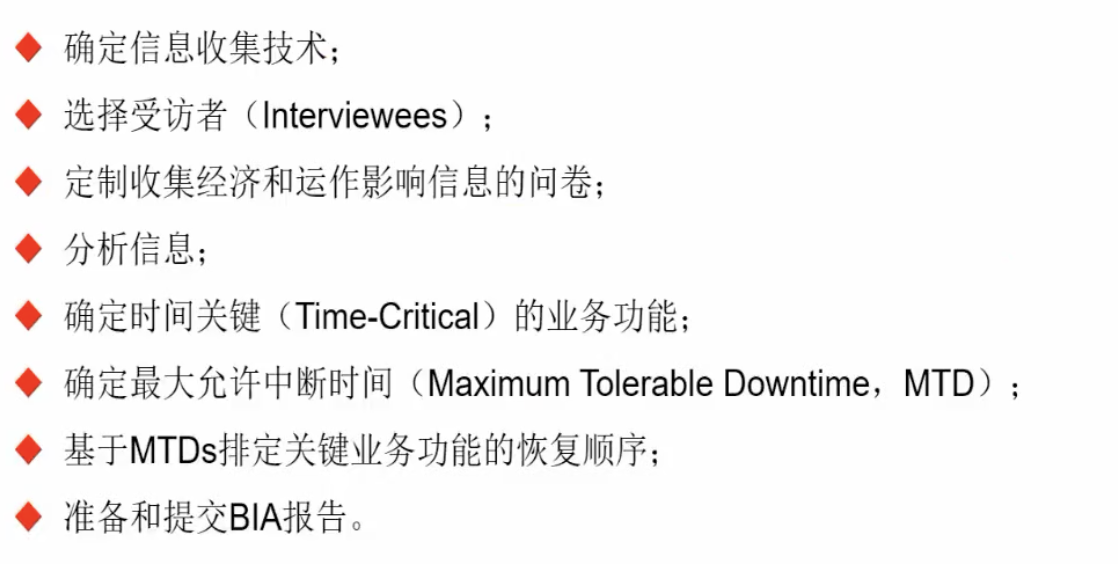 确定信息收集技术；
选择受访者（Interviewees）；
定制收集经济和运作影响信息的问卷；
分析信息；
确定时间关键（Time-Critical）的业务功能；
确定最大允许中断时间（Maximum Tolerable Downtime，MTD）；
基于MTDs排定关键业务功能的恢复顺序；
准备和提交BIA报告。